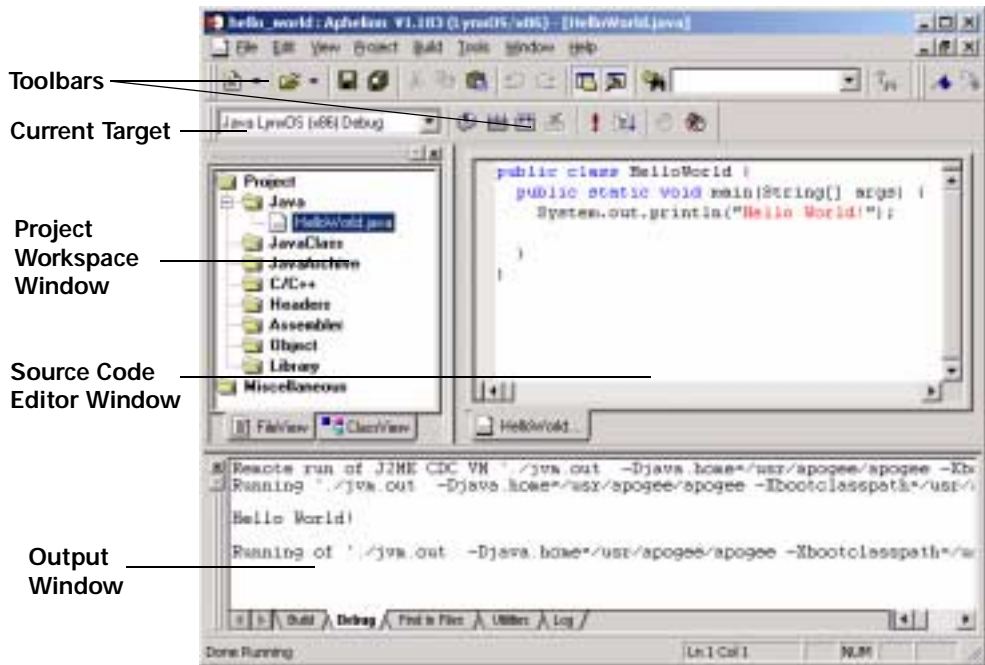 hello_world : Aphelion V1.103 (LynxOS/x86) - [HelloWorld.java]
File Edit View Project Build Tools Window Help
Toolbars
Current Target
Java LynxOS (x86) Debug
Project
Java
HelloWorld.java
JavaClass
JavaArchive
C/C++
Headers
Assembler
Object
Library
Miscellaneous
FileView ClassView
Project
Workspace
Window
public class HelloWorld {
public static void main(String[] args) {
System.out.println("Hello World!");
}
}
HelloWorld...
Source Code
Editor Window
Remote run of J2ME CDC VM './jvm.out -Djava.home=/usr/apogee/apogee -Xb
Running './jvm.out -Djava.home=/usr/apogee/apogee -Xbootclasspath=/usr/
Hello World!
Running of './jvm.out -Djava.home=/usr/apogee/apogee -Xbootclasspath=/u
Output
Window
Build Debug Find in Files Utilities Log
Done Running Ln 1 Col 1 NUM